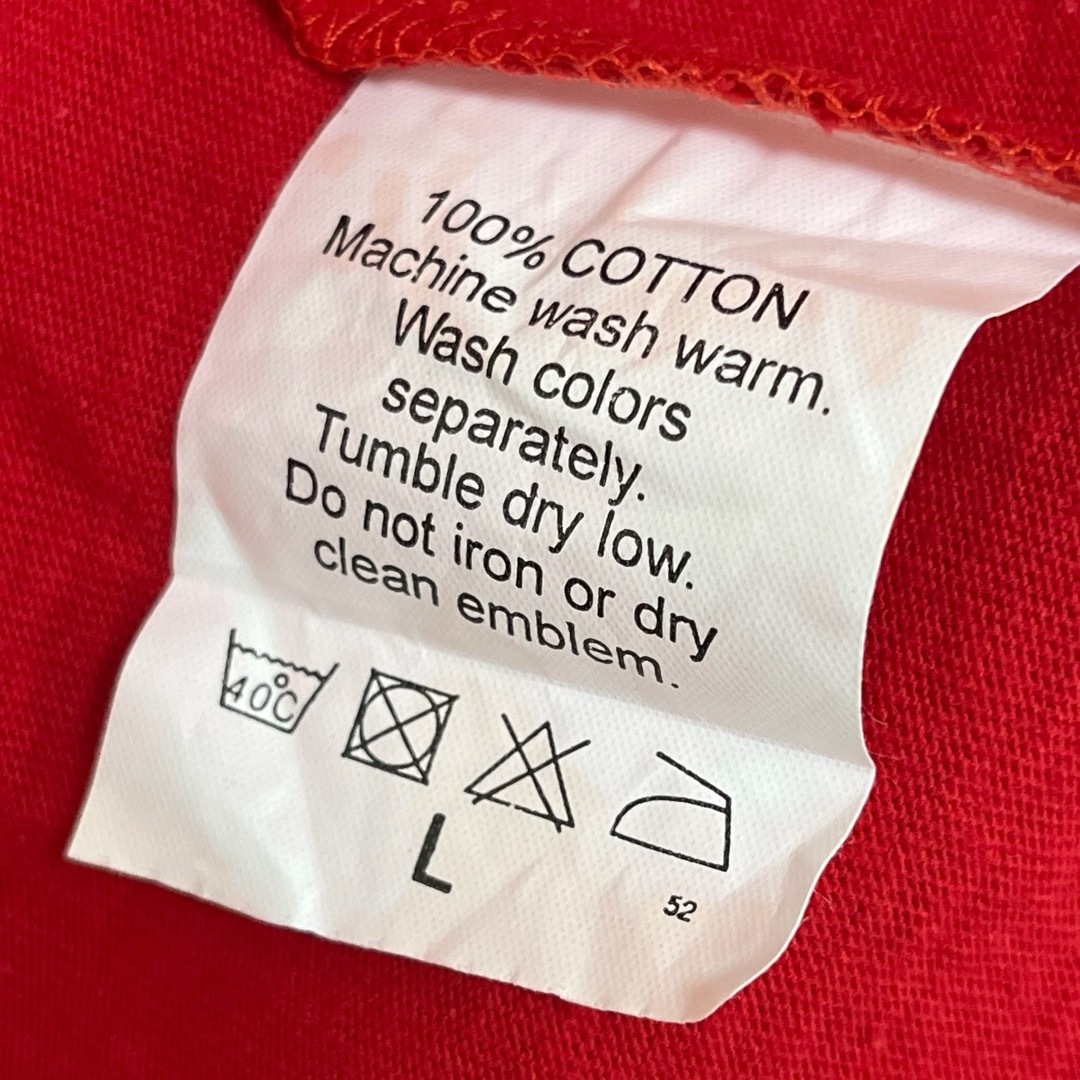 100% COTTON
Machine wash warm.
Wash colors
separately.
Tumble dry low.
Do not iron or dry
clean emblem.
40°C
L
52